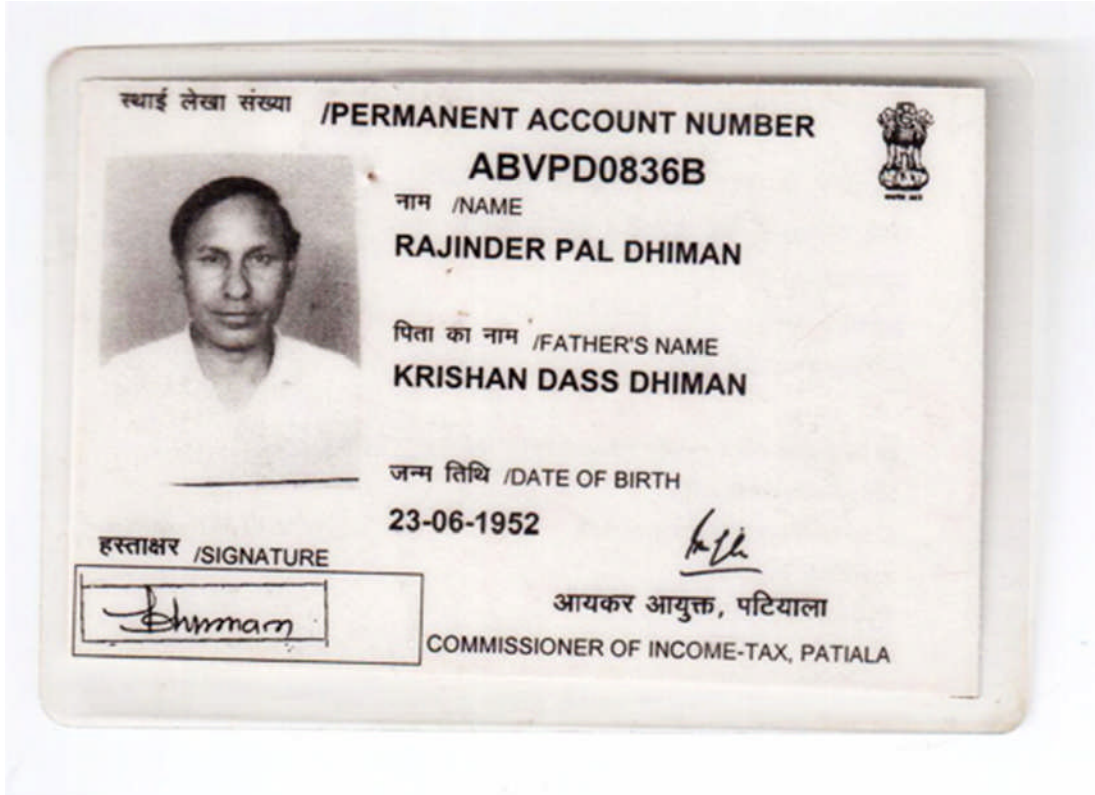 स्थाई लेखा संख्या /PERMANENT ACCOUNT NUMBER
ABVPD0836B
नाम /NAME
RAJINDER PAL DHIMAN
पिता का नाम /FATHER'S NAME
KRISHAN DASS DHIMAN
जन्म तिथि /DATE OF BIRTH
23-06-1952
हस्ताक्षर /SIGNATURE
आयकर आयुक्त, पटियाला
COMMISSIONER OF INCOME-TAX, PATIALA